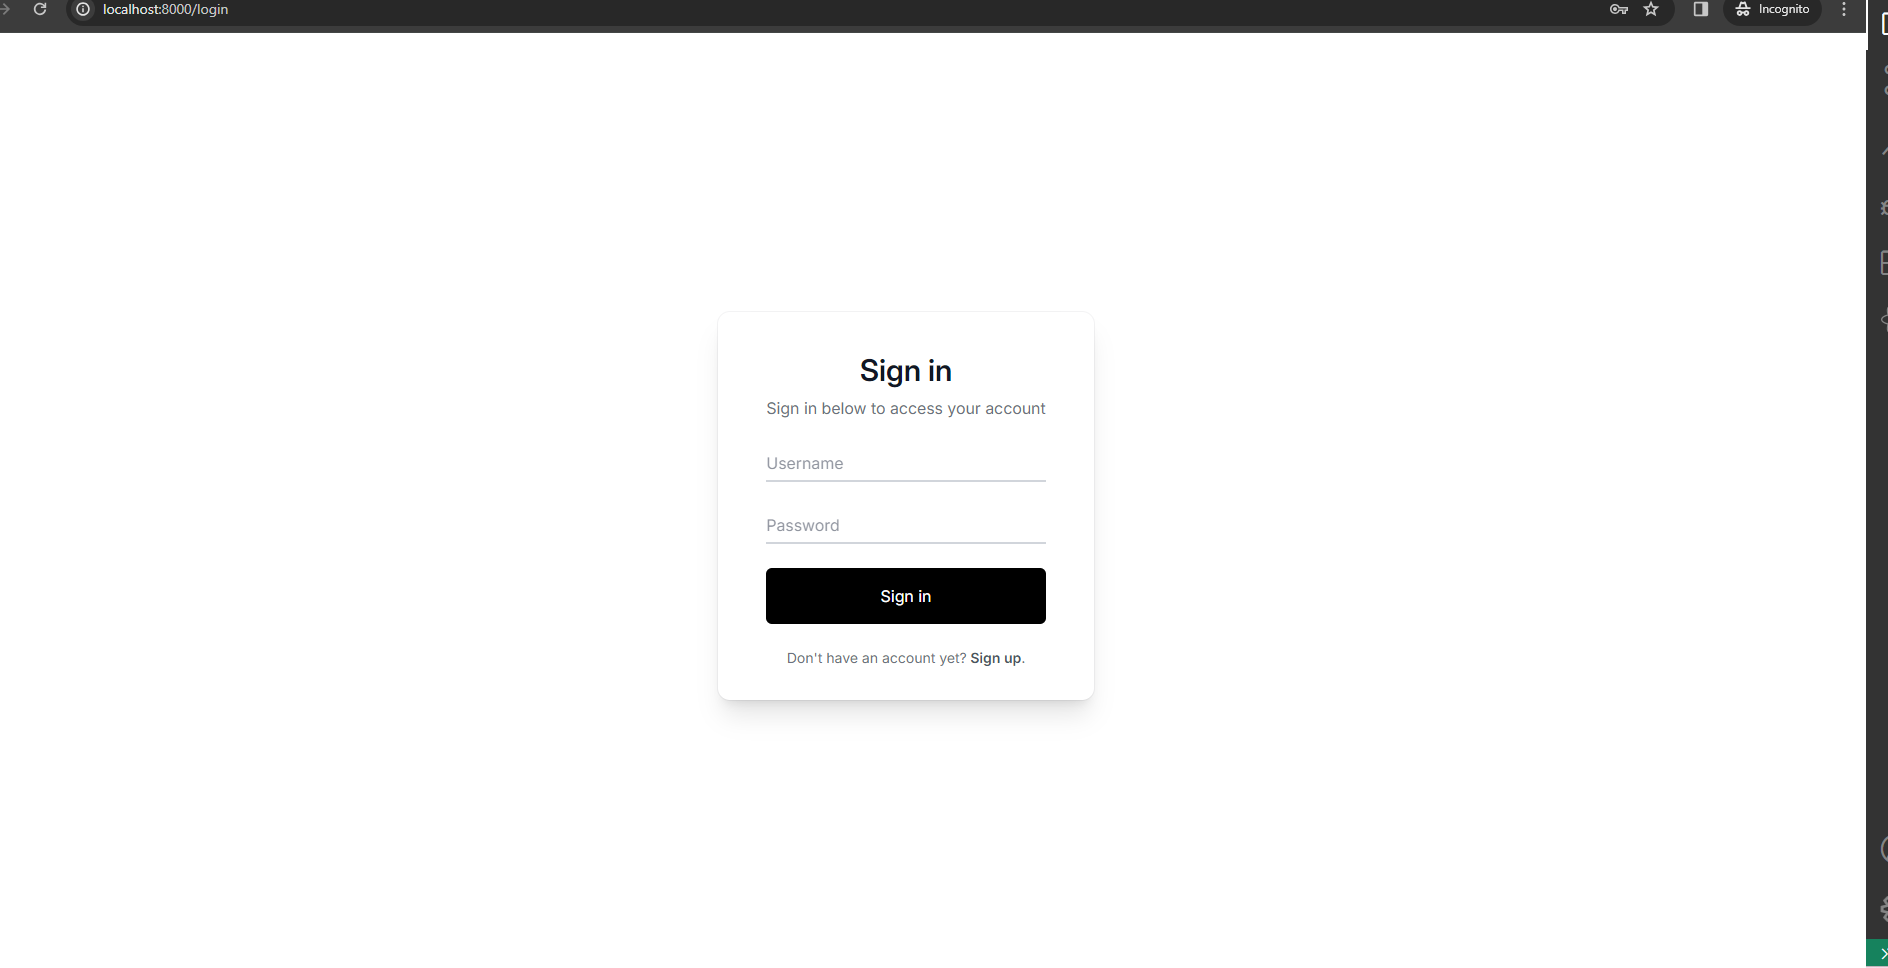 localhost:8000/login
Incognito
Sign in
Sign in below to access your account
Username
Password
Sign in
Don't have an account yet? Sign up.